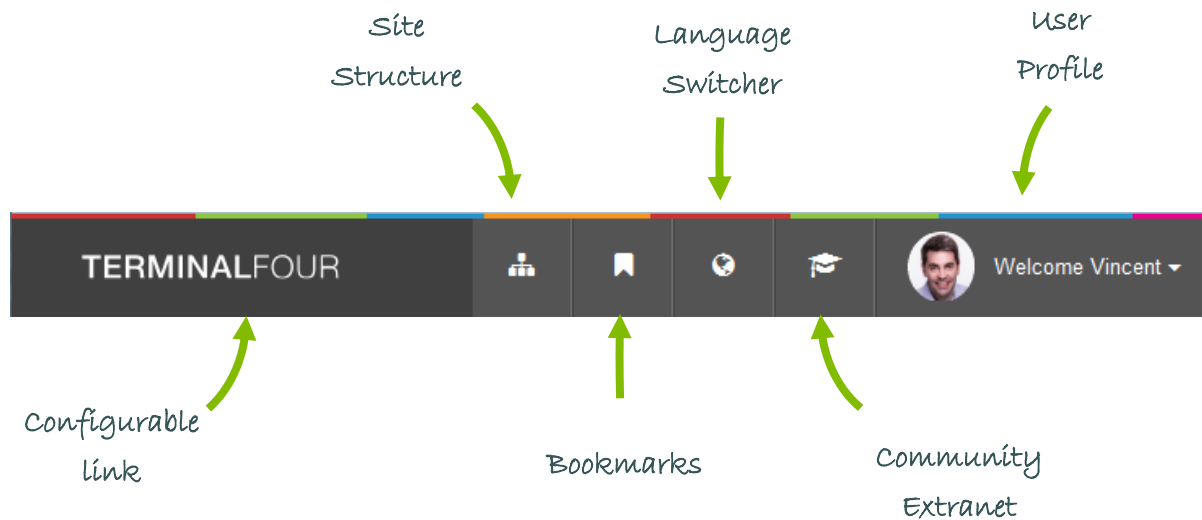 Site
Structure
Language
Switcher
User
Profile
TERMINALFOUR
Welcome Vincent
Configurable
link
Bookmarks
Community
Extranet